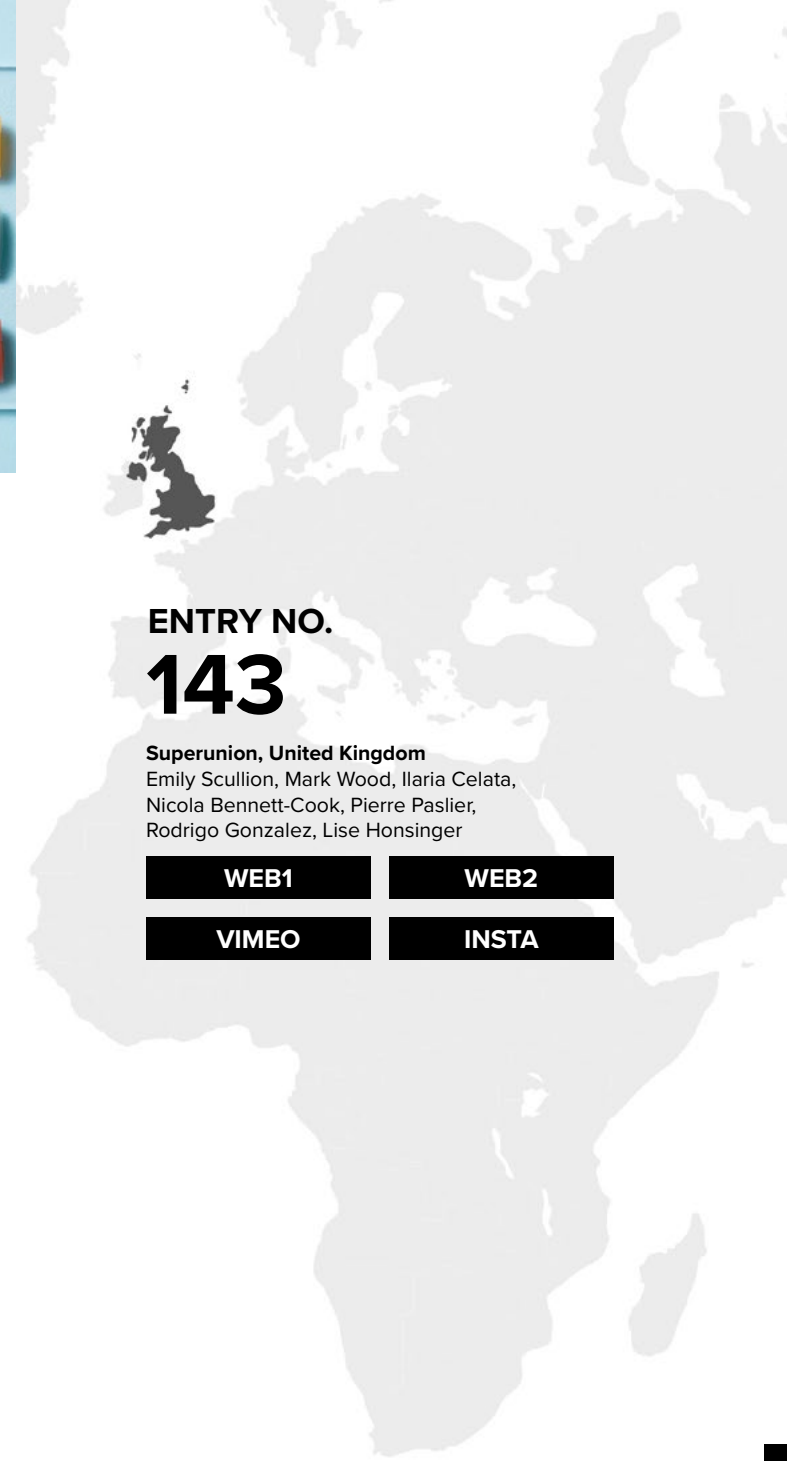 ENTRY NO.
143
Superunion, United Kingdom
Emily Scullion, Mark Wood, Ilaria Celata,
Nicola Bennett-Cook, Pierre Paslier,
Rodrigo Gonzalez, Lise Honsinger
WEB1
WEB2
VIMEO
INSTA